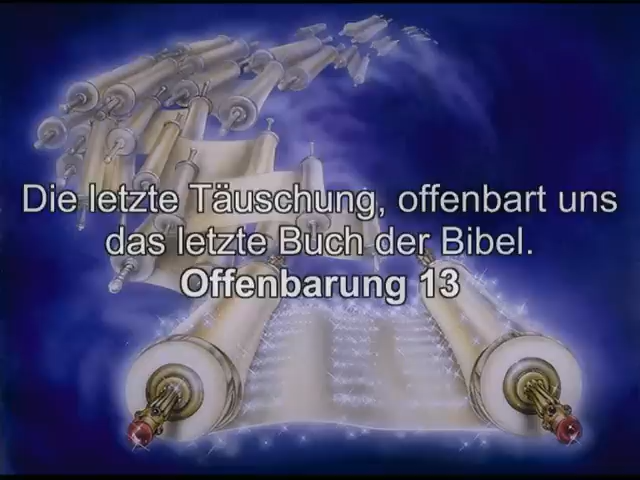 Die letzte Täuschung, offenbart uns
das letzte Buch der Bibel.
Offenbarung 13